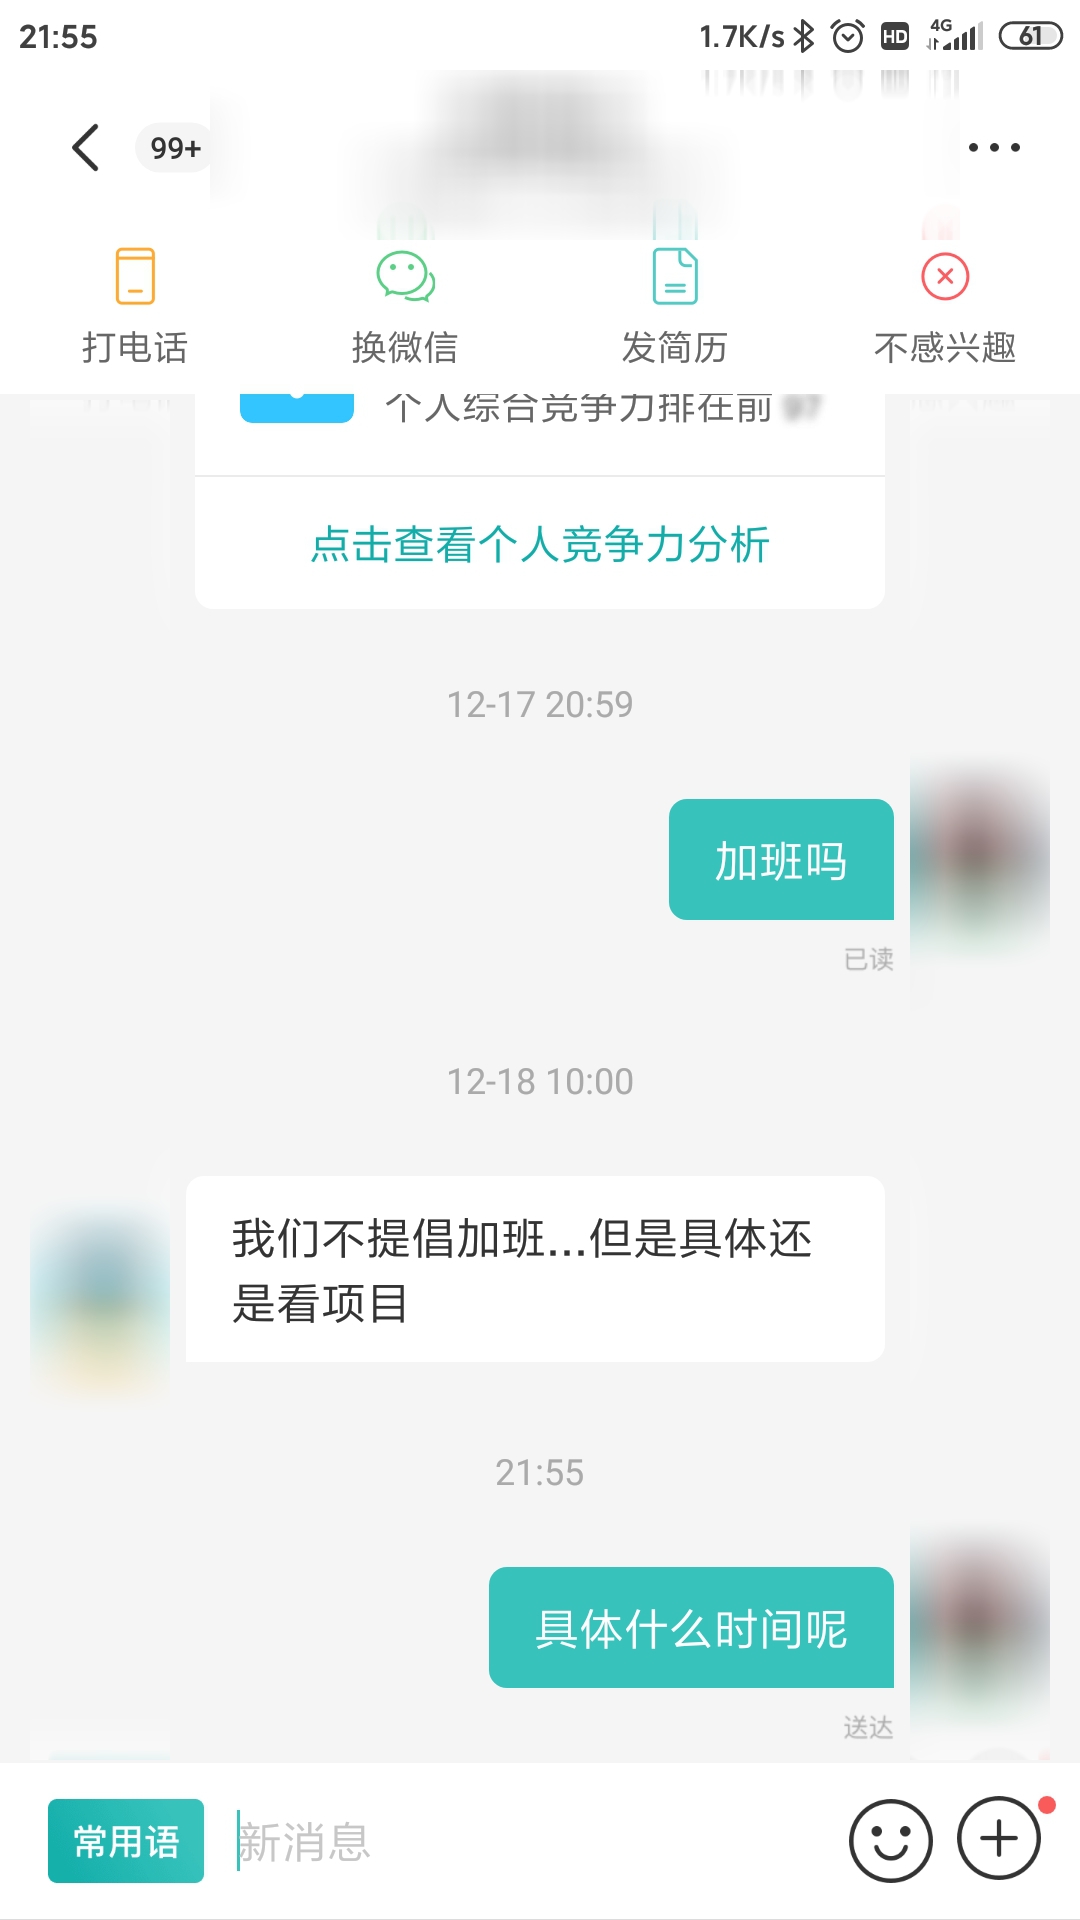 21:55
1.7K/s
HD
4G
61
99+
打电话
换微信
发简历
不感兴趣
个人综合竞争力排在前
点击查看个人竞争力分析
12-17 20:59
加班吗
已读
12-18 10:00
我们不提倡加班...但是具体还
是看项目
21:55
具体什么时间呢
送达
常用语
新消息